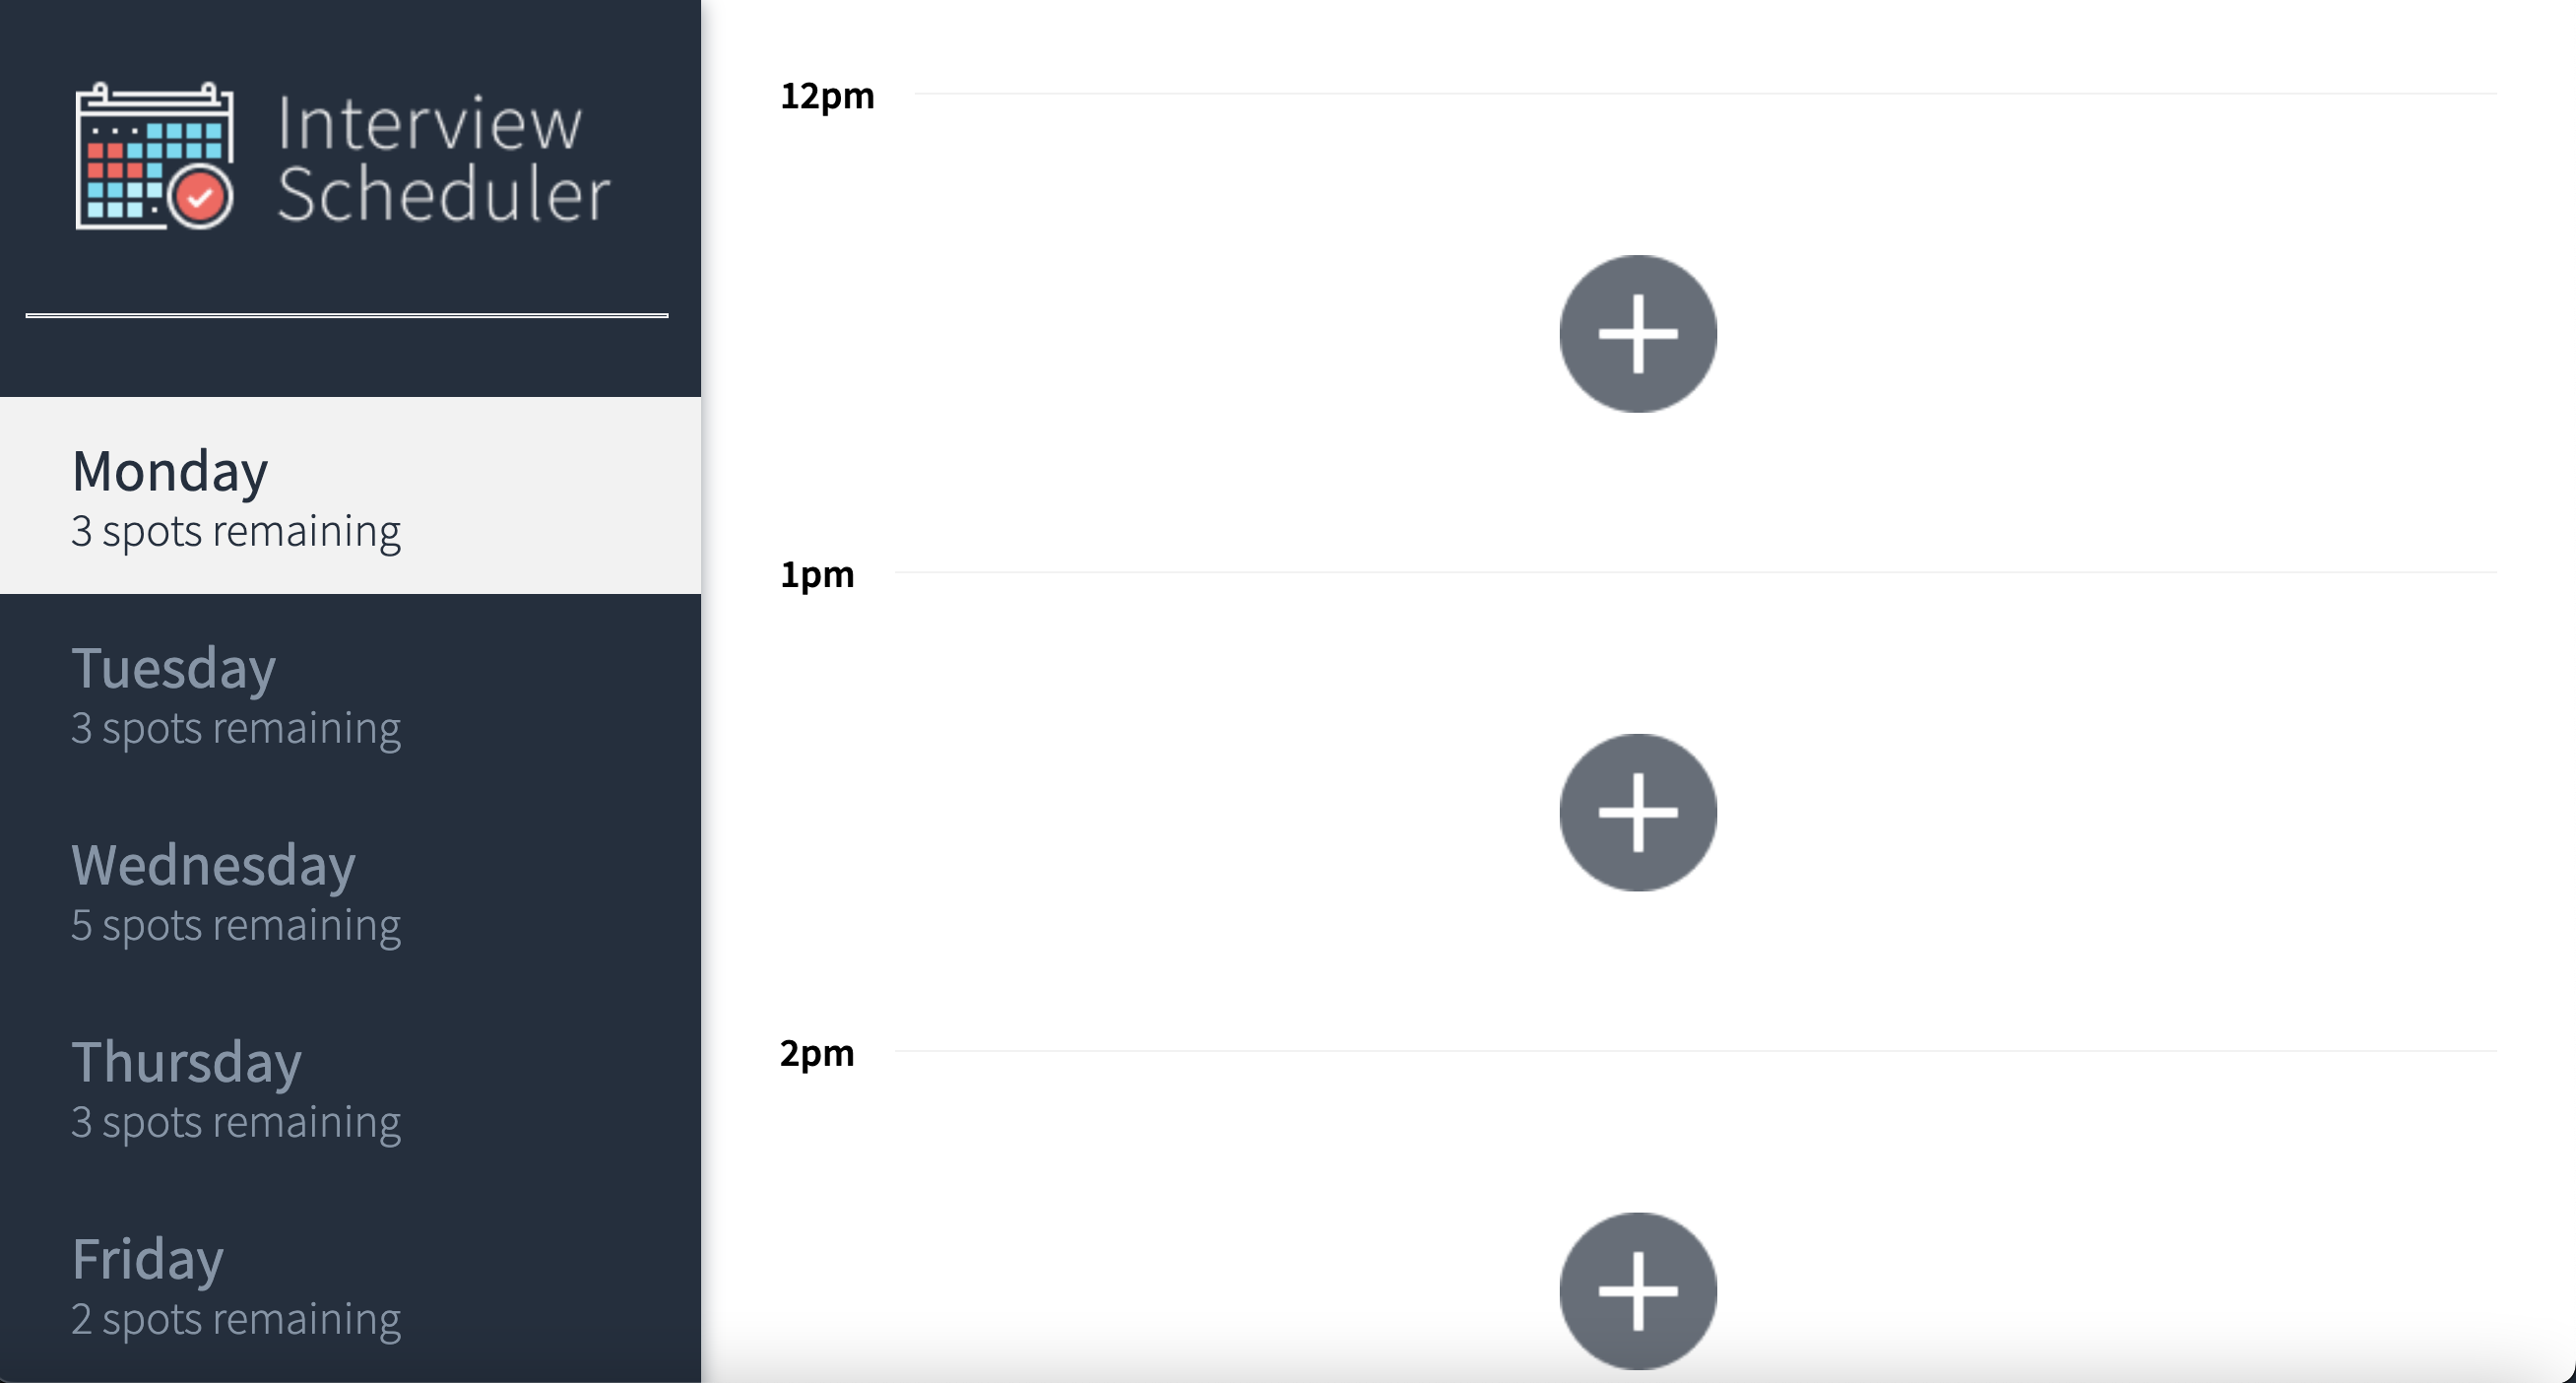 Interview
Scheduler
Monday
3 spots remaining
Tuesday
3 spots remaining
Wednesday
5 spots remaining
Thursday
3 spots remaining
Friday
2 spots remaining
12pm
1pm
2pm